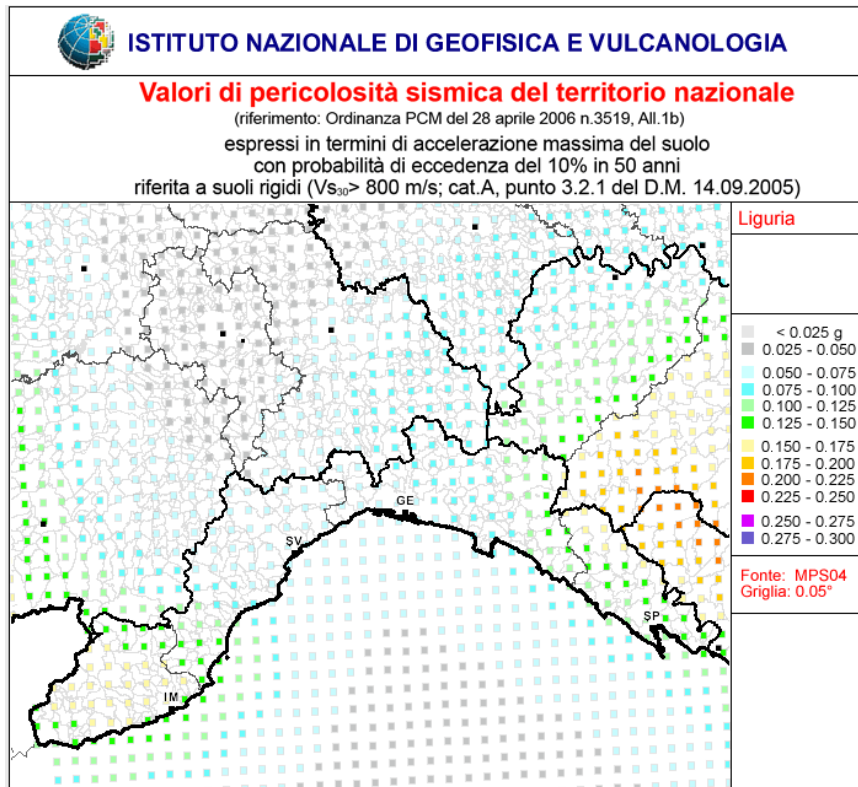 ISTITUTO NAZIONALE DI GEOFISICA E VULCANOLOGIA
Valori di pericolosità sismica del territorio nazionale
(riferimento: Ordinanza PCM del 28 aprile 2006 n.3519, All.1b)
espressi in termini di accelerazione massima del suolo
con probabilità di eccedenza del 10% in 50 anni
riferita a suoli rigidi (Vs₃₀> 800 m/s; cat.A, punto 3.2.1 del D.M. 14.09.2005)
Liguria
< 0.025 g
0.025 - 0.050
0.050 - 0.075
0.075 - 0.100
0.100 - 0.125
0.125 - 0.150
0.150 - 0.175
0.175 - 0.200
0.200 - 0.225
0.225 - 0.250
0.250 - 0.275
0.275 - 0.300
Fonte: MPS04
Griglia: 0.05°
GE
SV
SP
IM